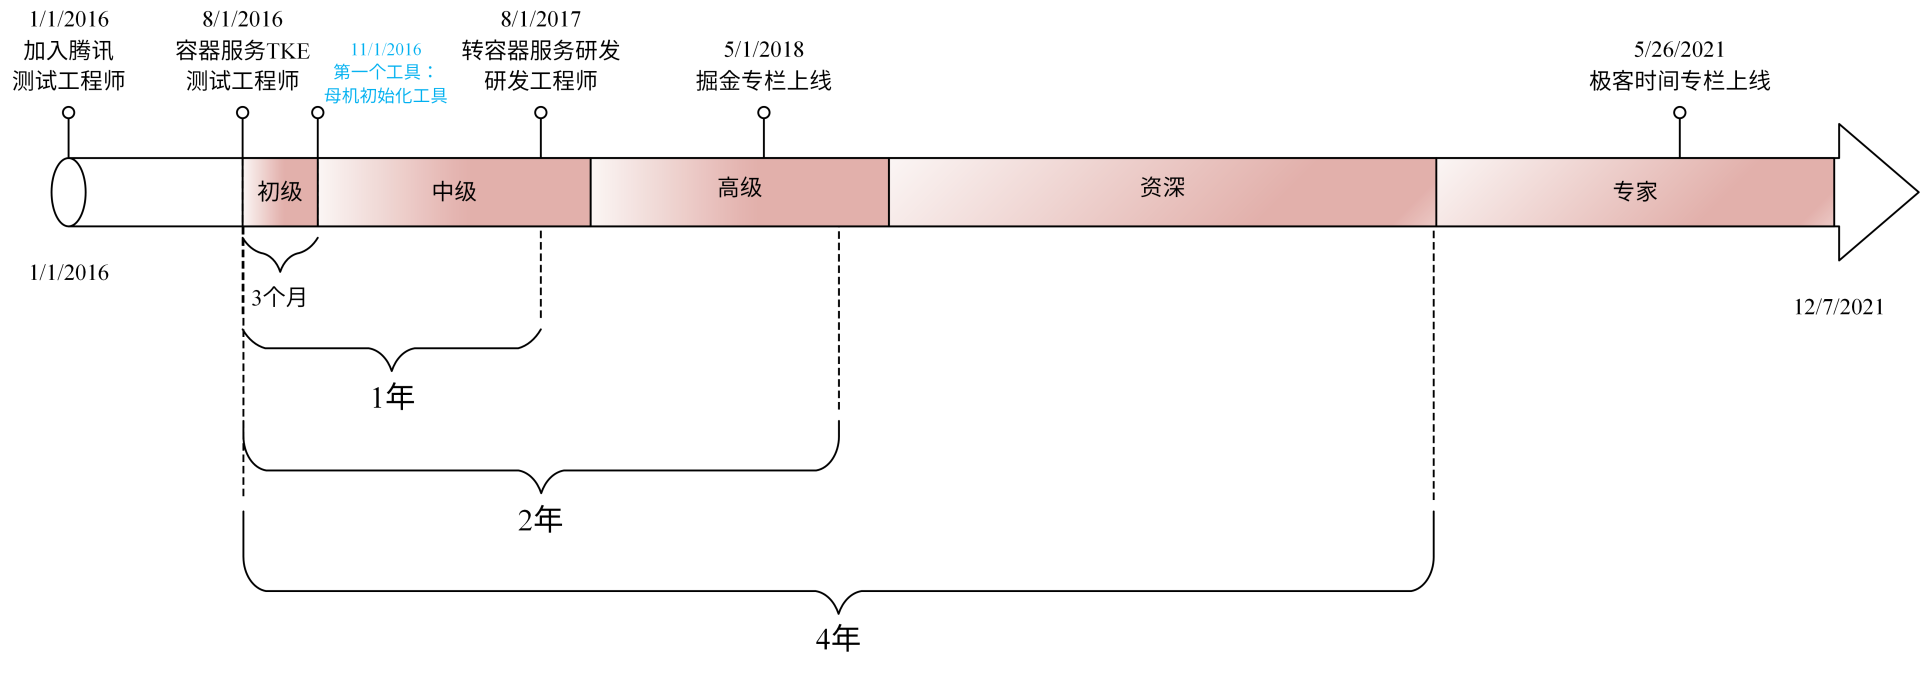 1/1/2016
加入腾讯
测试工程师
8/1/2016
容器服务TKE
测试工程师
11/1/2016
第一个工具：
母机初始化工具
8/1/2017
转容器服务研发
研发工程师
5/1/2018
掘金专栏上线
5/26/2021
极客时间专栏上线
初级
中级
高级
资深
专家
1/1/2016
12/7/2021
3个月
1年
2年
4年